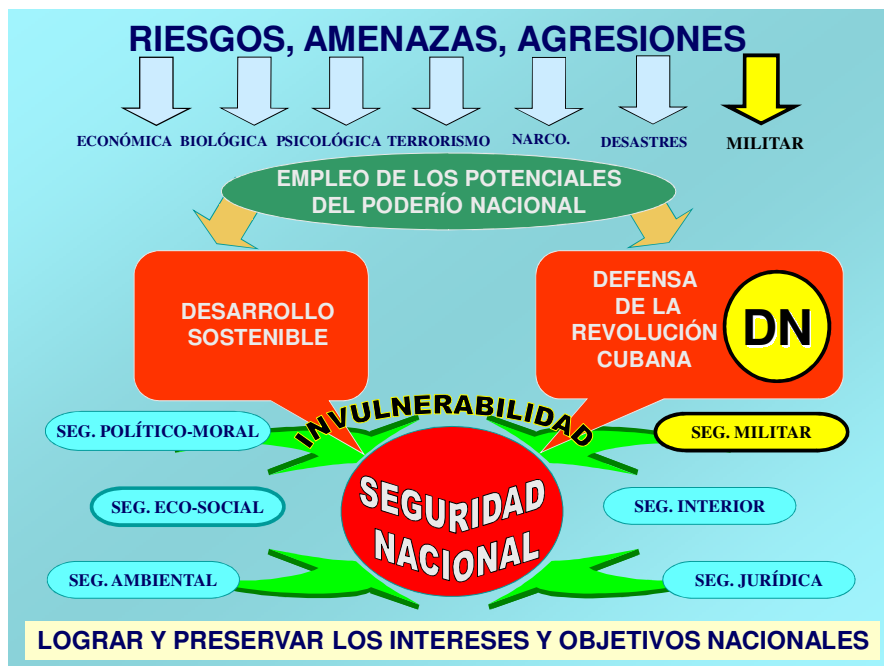 RIESGOS, AMENAZAS, AGRESIONES
ECONÓMICA BIOLÓGICA PSICOLÓGICA TERRORISMO NARCO. DESASTRES MILITAR
EMPLEO DE LOS POTENCIALES
DEL PODERÍO NACIONAL
DESARROLLO
SOSTENIBLE
DEFENSA
DE LA
REVOLUCIÓN
CUBANA
DN
INVULNERABILIDAD
SEG. POLÍTICO-MORAL
SEG. MILITAR
SEGURIDAD
NACIONAL
SEG. ECO-SOCIAL
SEG. INTERIOR
SEG. AMBIENTAL
SEG. JURÍDICA
LOGRAR Y PRESERVAR LOS INTERESES Y OBJETIVOS NACIONALES